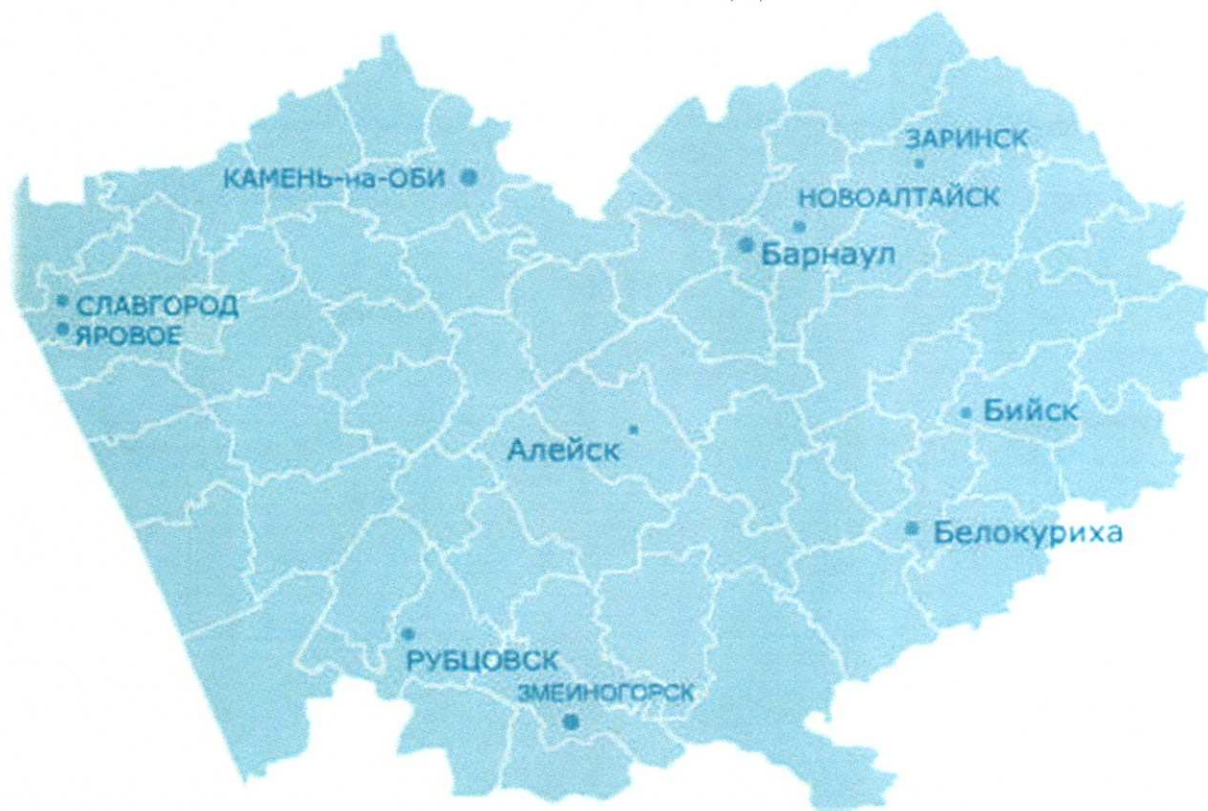 ЗАРИНСК
КАМЕНЬ-на-ОБИ
НОВОАЛТАЙСК
Барнаул
СЛАВГОРОД
ЯРОВОЕ
Бийск
Алейск
Белокуриха
РУБЦОВСК
ЗМЕИНОГОРСК